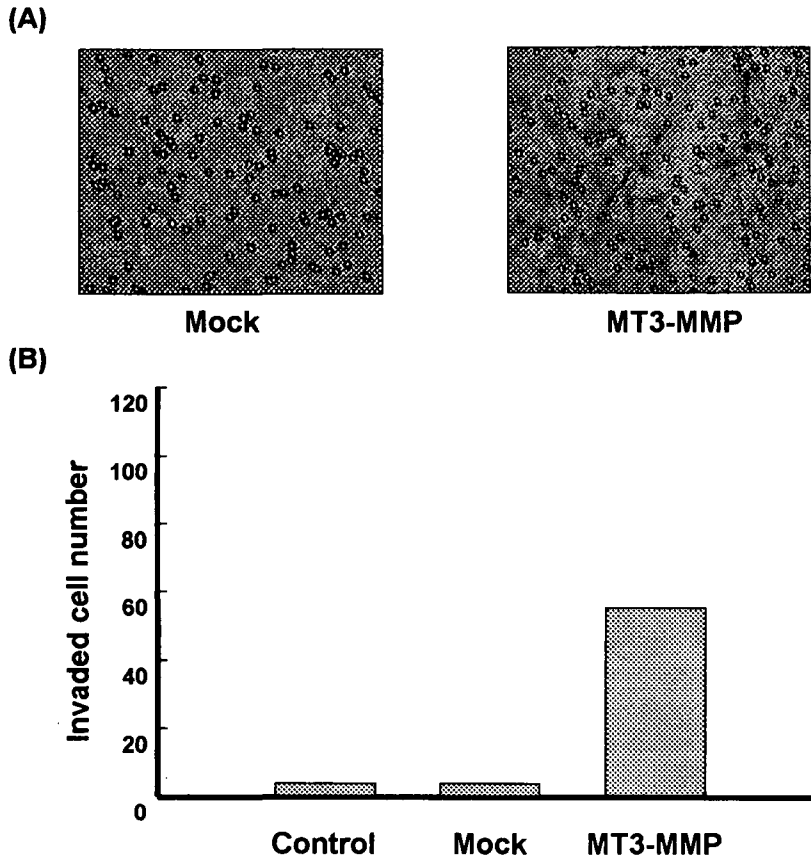 (A)
Mock MT3-MMP
(B)
Invaded cell number
120
100
80
60
40
20
0
Control Mock MT3-MMP